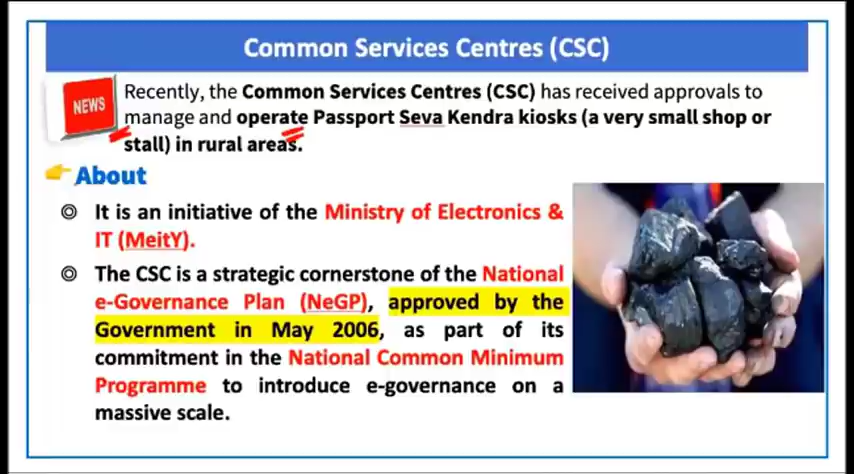 Common Services Centres (CSC)
NEWS
Recently, the Common Services Centres (CSC) has received approvals to
manage and operate Passport Seva Kendra kiosks (a very small shop or
stall) in rural areas.
About
It is an initiative of the Ministry of Electronics &
IT (MeitY).
The CSC is a strategic cornerstone of the National
e-Governance Plan (NeGP), approved by the
Government in May 2006, as part of its
commitment in the National Common Minimum
Programme to introduce e-governance on a
massive scale.